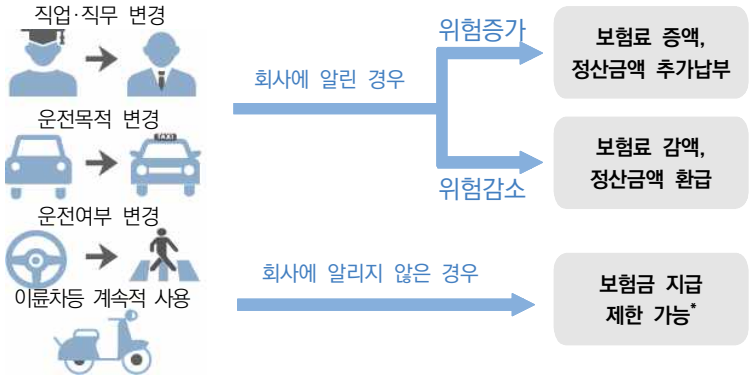 직업·직무 변경
운전목적 변경
TAXI
운전여부 변경
이륜차등 계속적 사용
회사에 알린 경우
위험증가
위험감소
보험료 증액,
정산금액 추가납부
보험료 감액,
정산금액 환급
회사에 알리지 않은 경우
보험금 지급
제한 가능*